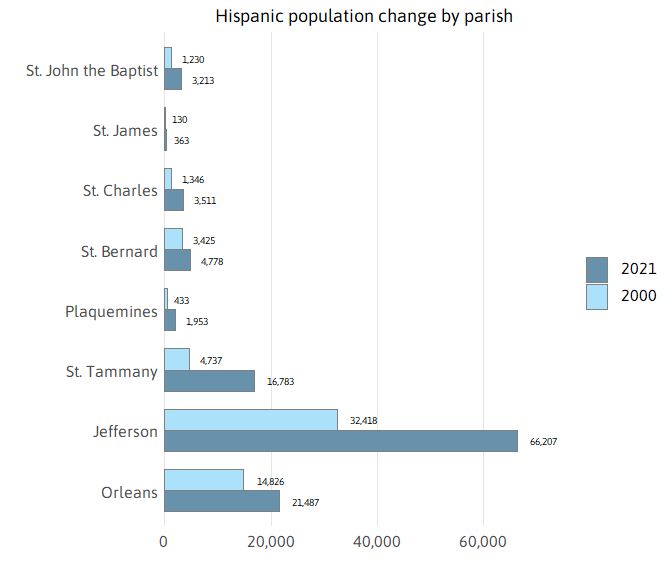 Hispanic population change by parish
St. John the Baptist
1,230
3,213
St. James
130
363
St. Charles
1,346
3,511
St. Bernard
3,425
4,778
Plaquemines
433
1,953
St. Tammany
4,737
16,783
Jefferson
32,418
66,207
Orleans
14,826
21,487
0 20,000 40,000 60,000
2021
2000